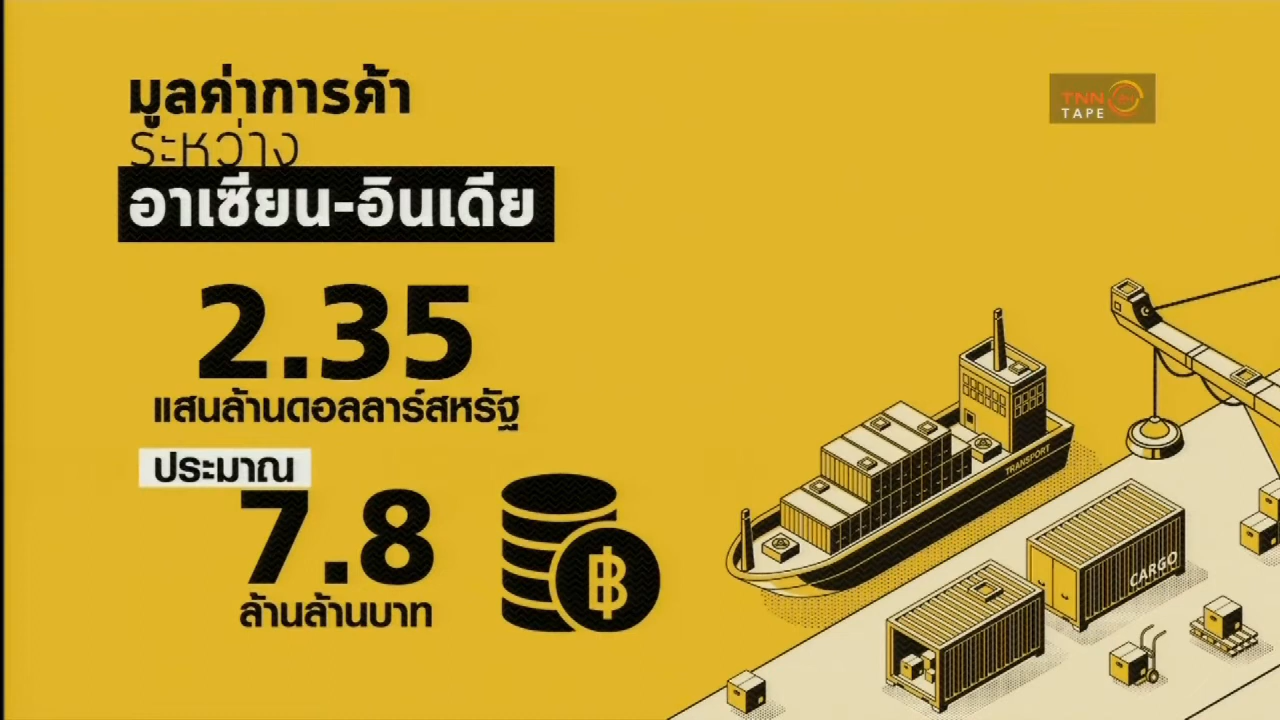 มูลค่าการค้า
ระหว่าง
อาเซียน-อินเดีย
2.35
แสนล้านดอลลาร์สหรัฐ
ประมาณ
7.8
ล้านล้านบาท
TNN
TAPE
TRANSPORT
CARGO